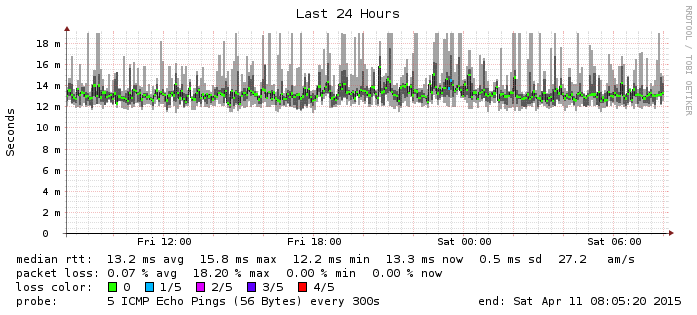 Last 24 Hours
RRDTOOL / TOBI OETIKER
Seconds
18 m
16 m
14 m
12 m
10 m
8 m
6 m
4 m
2 m
0
Fri 12:00 Fri 18:00 Sat 00:00 Sat 06:00
median rtt: 13.2 ms avg 15.8 ms max 12.2 ms min 13.3 ms now 0.5 ms sd 27.2 am/s
packet loss: 0.07 % avg 18.20 % max 0.00 % min 0.00 % now
loss color: 0 1/5 2/5 3/5 4/5
probe: 5 ICMP Echo Pings (56 Bytes) every 300s end: Sat Apr 11 08:05:20 2015